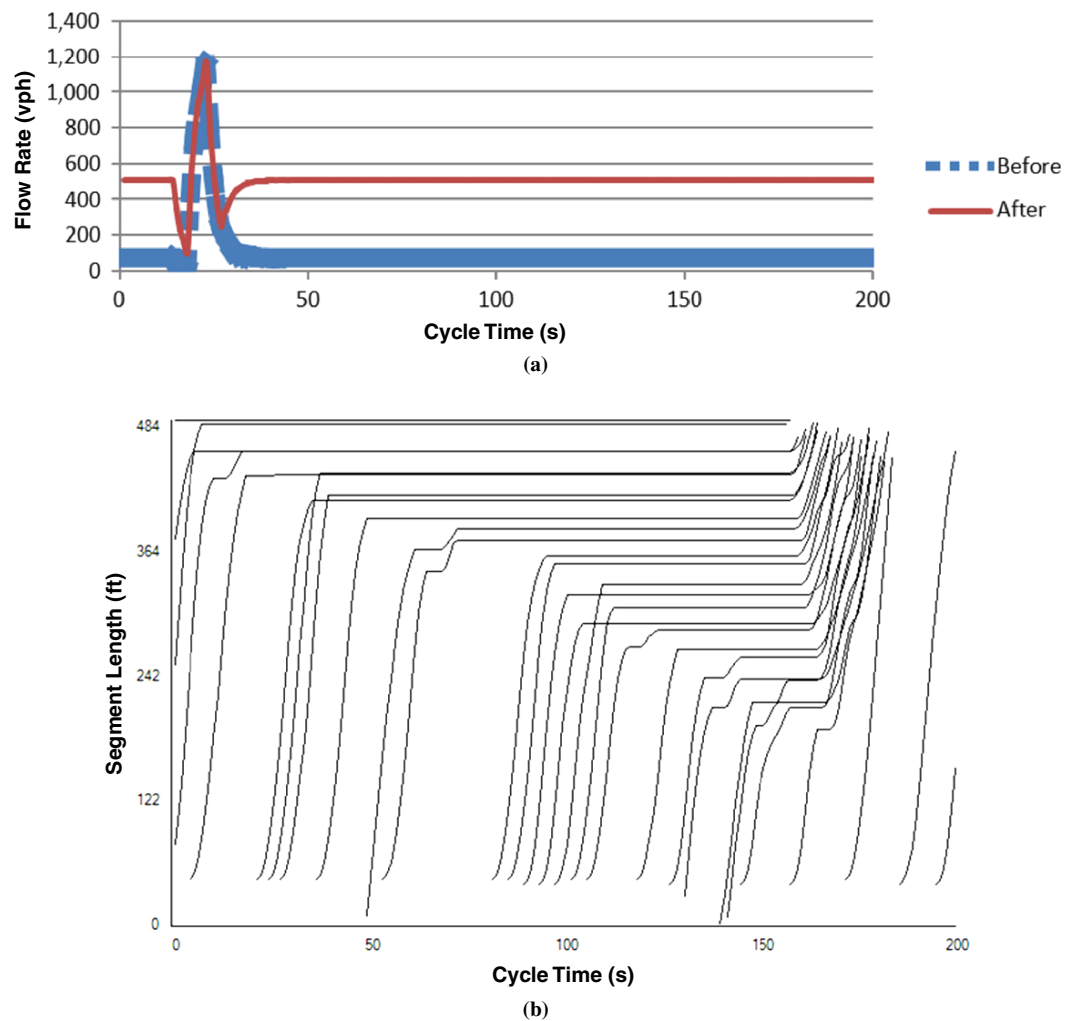 1,400
1,200
1,000
800
600
400
200
0
Flow Rate (vph)
0 50 100 150 200
Cycle Time (s)
Before
After
(a)
484
364
242
122
0
Segment Length (ft)
0 50 100 150 200
Cycle Time (s)
(b)